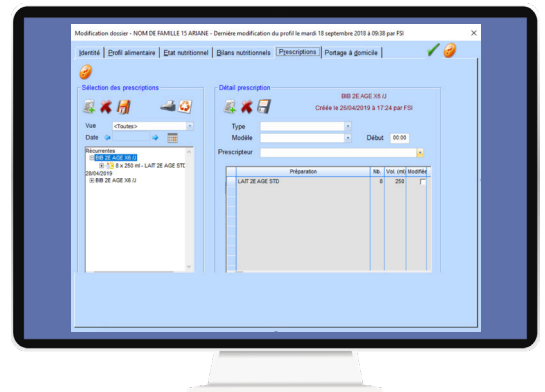 Modification dossier - NOM DE FAMILLE 15 ARIANE - Dernière modification du profil le mardi 18 septembre 2018 à 09:38 par FSI
Identité Profil alimentaire Etat nutritionnel Bilans nutritionnels Prescriptions Portage à domicile
Sélection des prescriptions
Vue <Toutes>
Date
Récurrentes
BIB 2E AGE X8 /J
8 x 250 ml - LAIT 2E AGE STD
26/04/2019
BIB 2E AGE X8 /J
Détail prescription
BIB 2E AGE X8 /J
Créée le 26/04/2019 à 17:24 par FSI
Type
Modèle Début 00:00
Prescripteur
Préparation Nb. Vol. (ml) Modifiée
LAIT 2E AGE STD 8 250